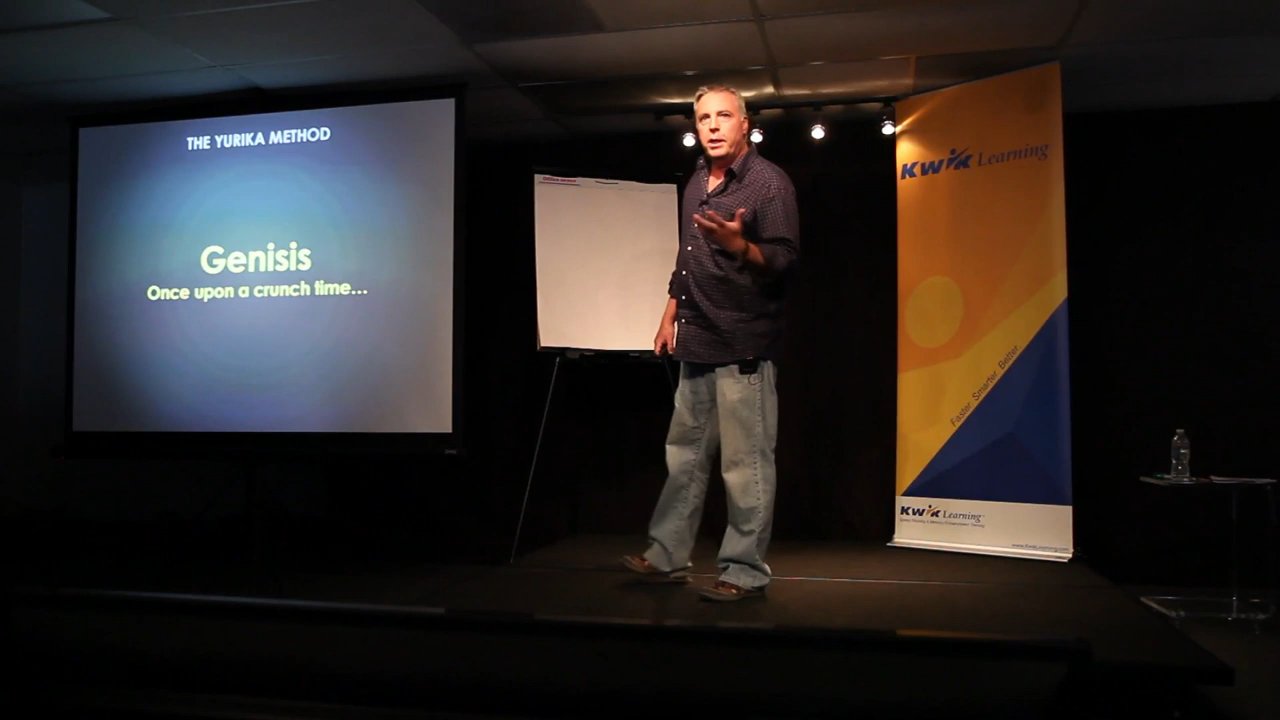 THE YURIKA METHOD
Genisis
Once upon a crunch time...
KWIK Learning
Faster. Smarter. Better.
KWIK Learning